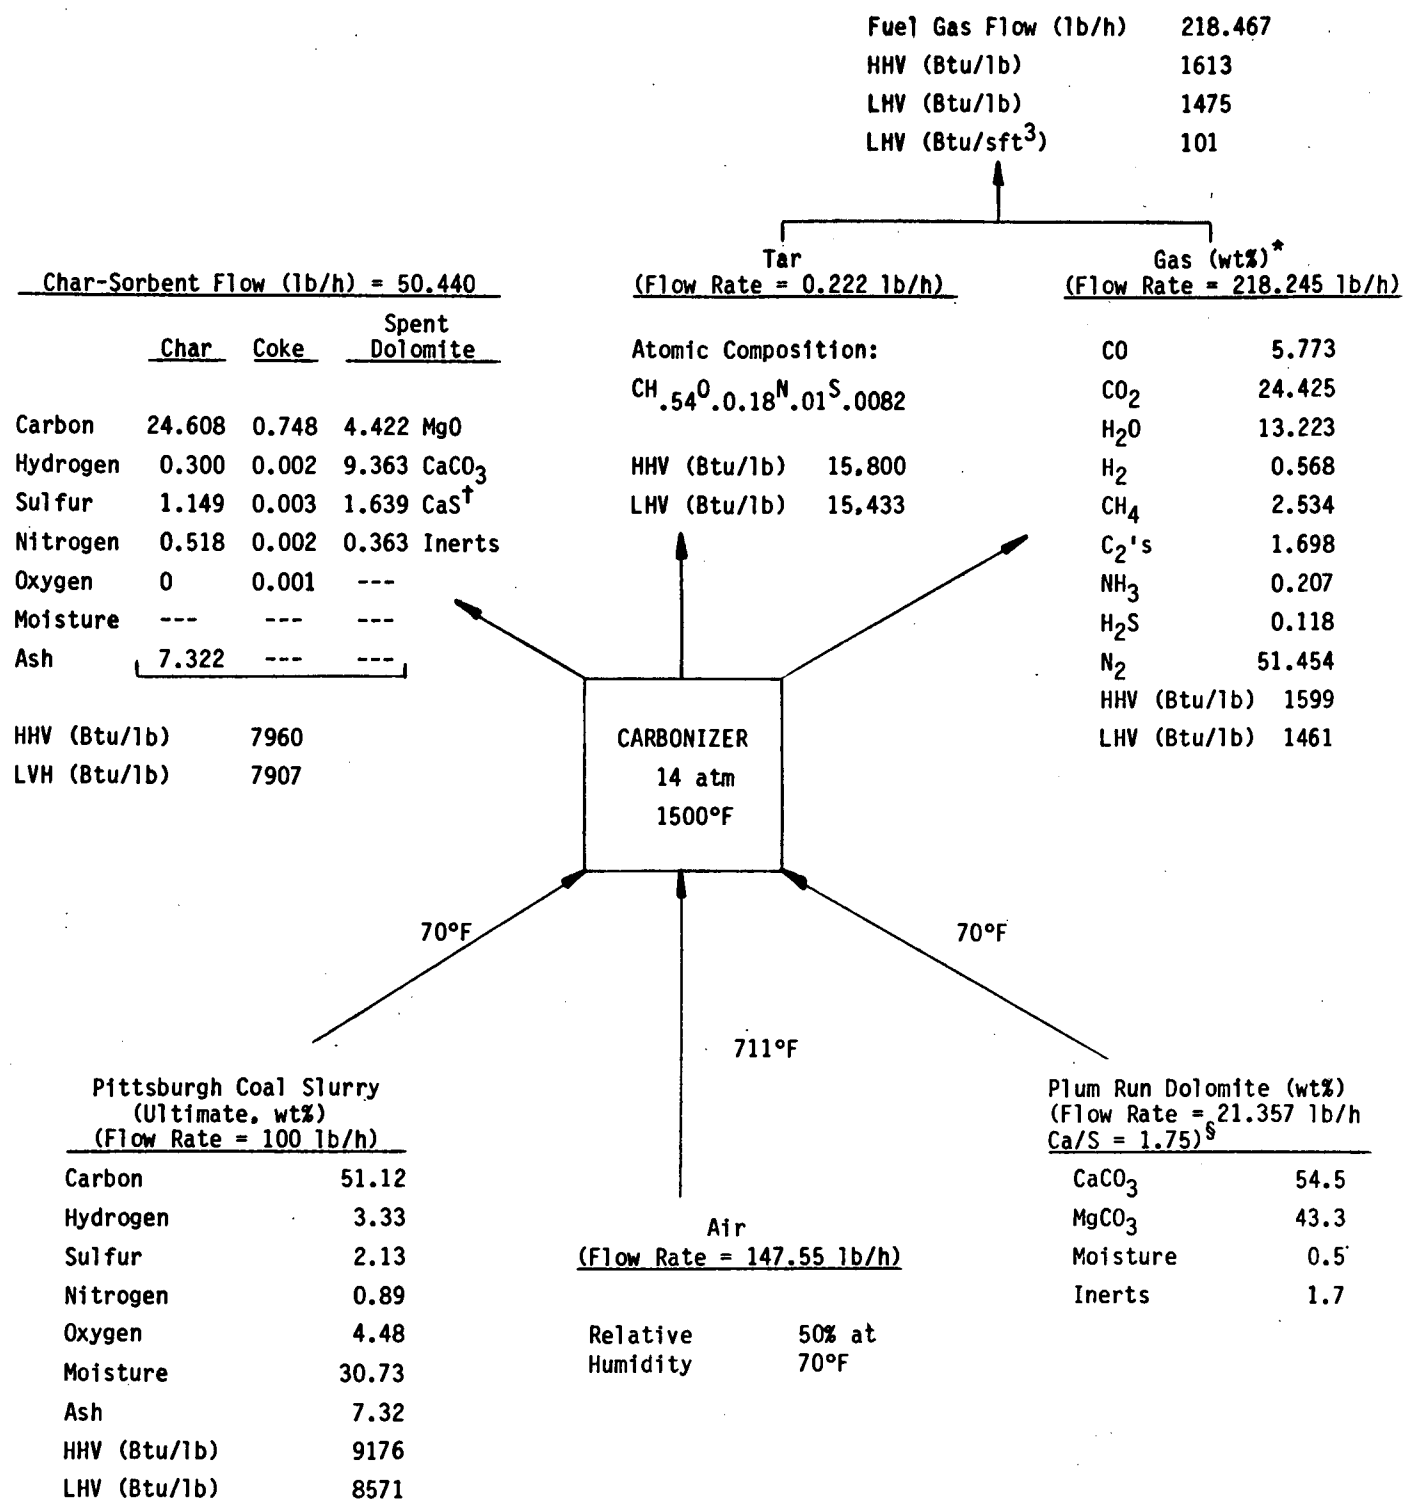 Fuel Gas Flow (lb/h) 218.467
HHV (Btu/lb) 1613
LHV (Btu/lb) 1475
LHV (Btu/sft³) 101
Char-Sorbent Flow (lb/h) = 50.440
Spent
Char Coke Dolomite
Carbon 24.608 0.748 4.422 MgO
Hydrogen 0.300 0.002 9.363 CaCO₃
Sulfur 1.149 0.003 1.639 CaS†
Nitrogen 0.518 0.002 0.363 Inerts
Oxygen 0 0.001 ---
Moisture --- --- ---
Ash 7.322 --- ---
HHV (Btu/lb) 7960
LVH (Btu/lb) 7907
Tar
(Flow Rate = 0.222 lb/h)
Atomic Composition:
CH.54O.0.18N.01S.0082
HHV (Btu/lb) 15,800
LHV (Btu/lb) 15,433
Gas (wt%)*
(Flow Rate = 218.245 lb/h)
CO 5.773
CO₂ 24.425
H₂O 13.223
H₂ 0.568
CH₄ 2.534
C₂'s 1.698
NH₃ 0.207
H₂S 0.118
N₂ 51.454
HHV (Btu/lb) 1599
LHV (Btu/lb) 1461
CARBONIZER
14 atm
1500°F
70°F
711°F
70°F
Pittsburgh Coal Slurry
(Ultimate, wt%)
(Flow Rate = 100 lb/h)
Carbon 51.12
Hydrogen 3.33
Sulfur 2.13
Nitrogen 0.89
Oxygen 4.48
Moisture 30.73
Ash 7.32
HHV (Btu/lb) 9176
LHV (Btu/lb) 8571
Air
(Flow Rate = 147.55 lb/h)
Relative 50% at
Humidity 70°F
Plum Run Dolomite (wt%)
(Flow Rate = 21.357 lb/h
Ca/S = 1.75)§
CaCO₃ 54.5
MgCO₃ 43.3
Moisture 0.5
Inerts 1.7